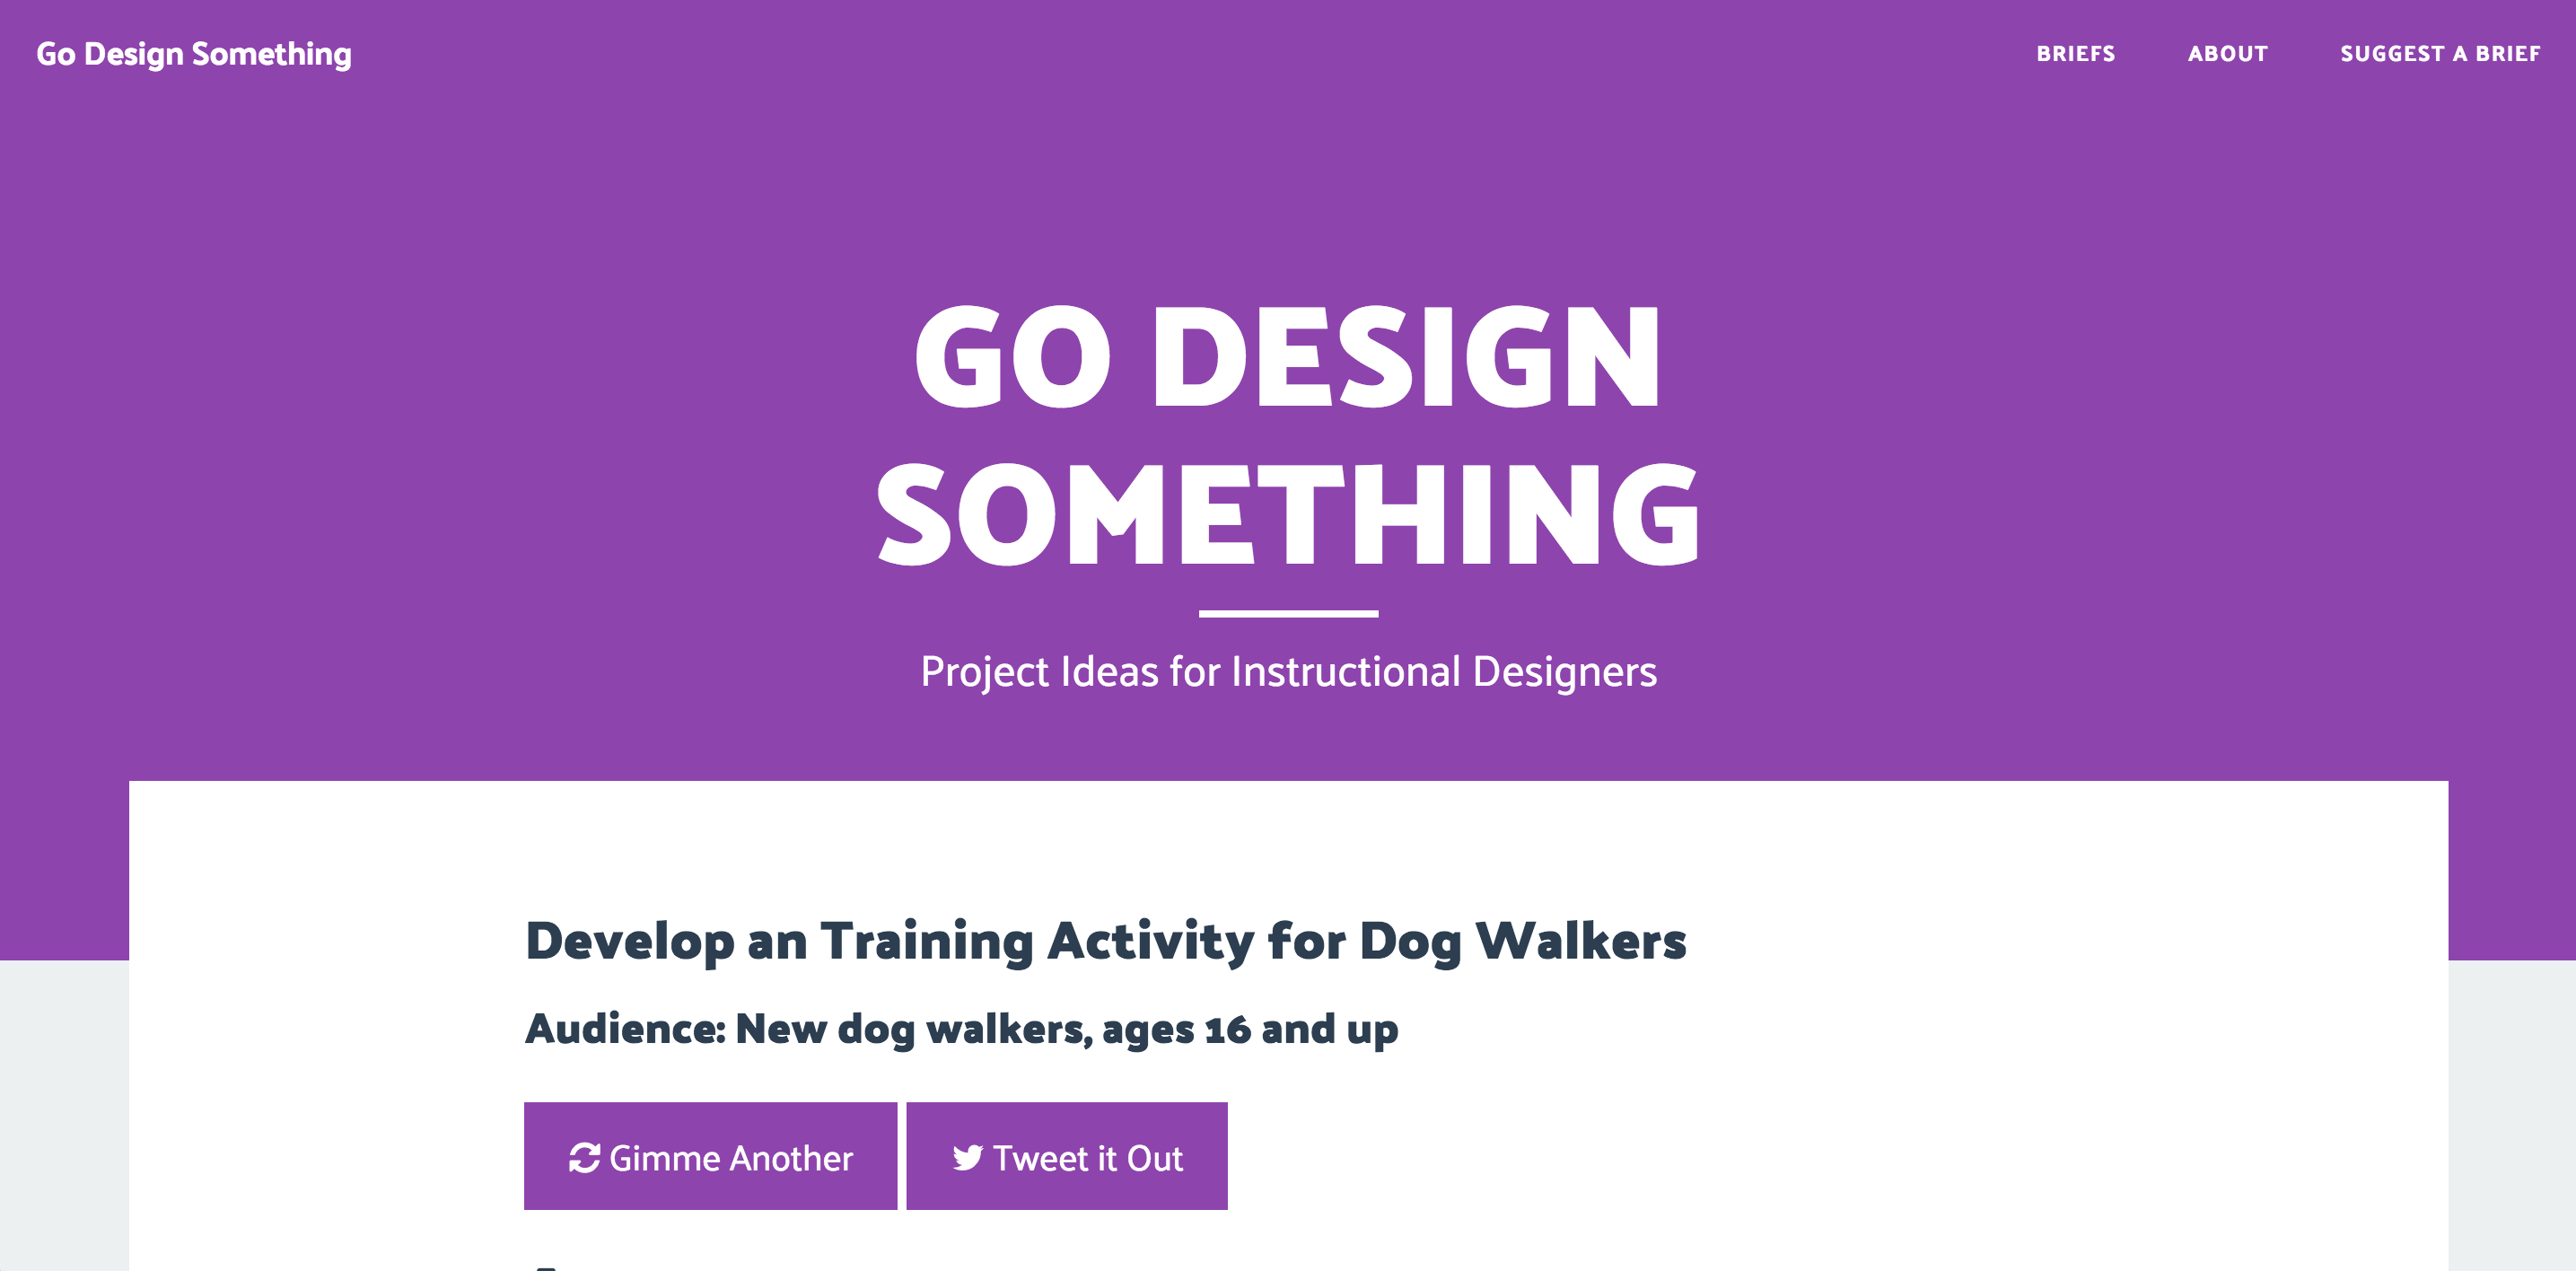 Go Design Something
BRIEFS ABOUT SUGGEST A BRIEF
GO DESIGN
SOMETHING
Project Ideas for Instructional Designers
Develop an Training Activity for Dog Walkers
Audience: New dog walkers, ages 16 and up
Gimme Another Tweet it Out